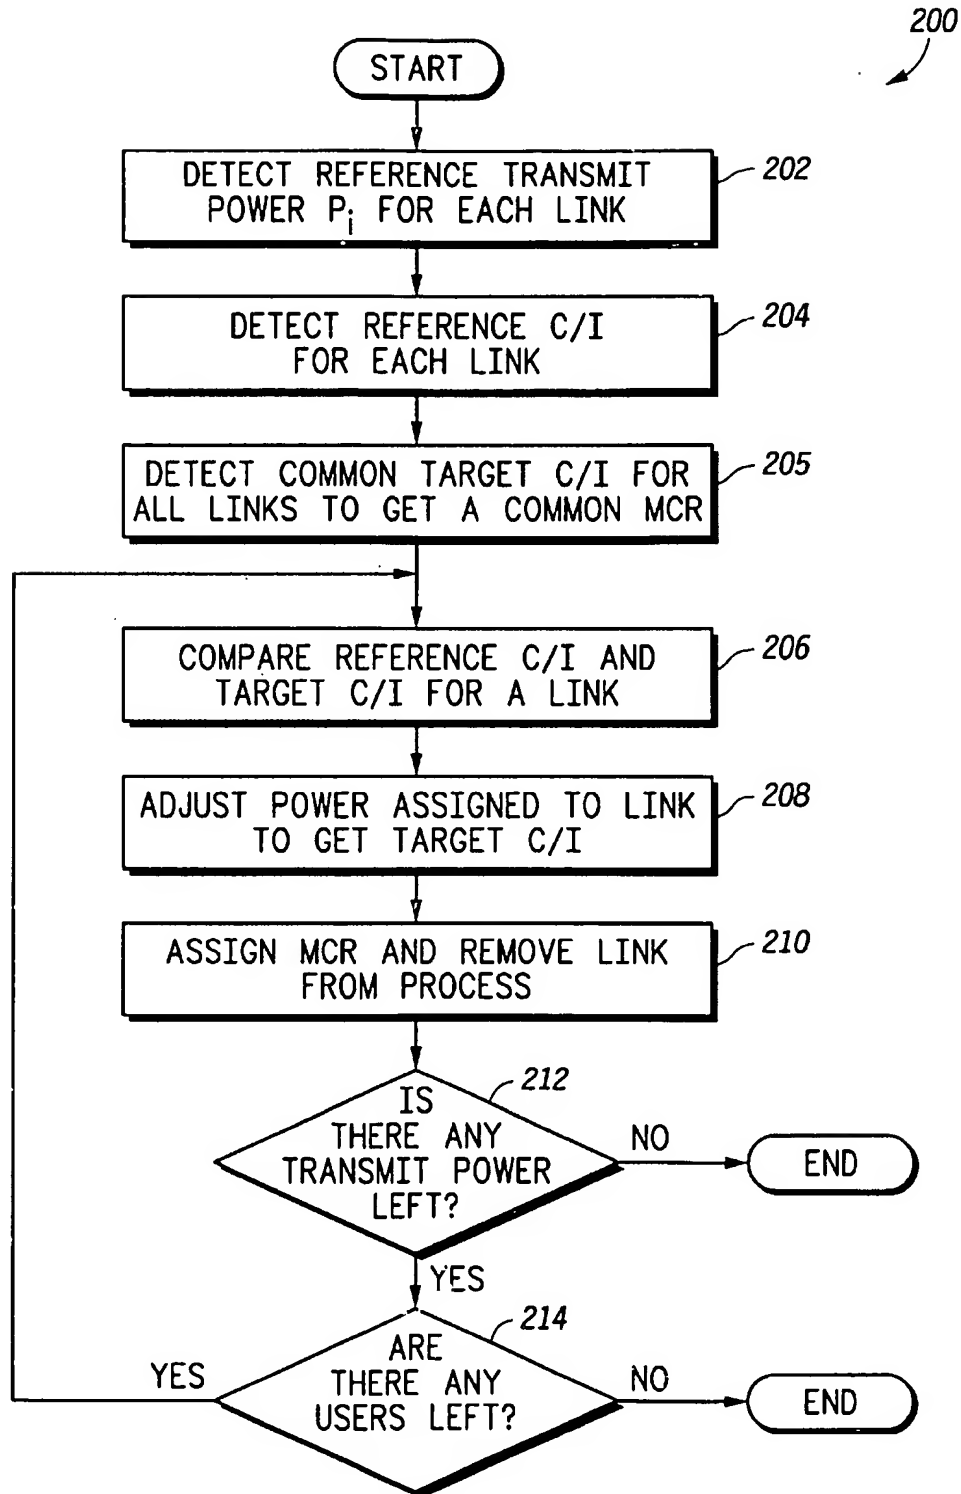 200
START
DETECT REFERENCE TRANSMIT
POWER Pi FOR EACH LINK
202
DETECT REFERENCE C/I
FOR EACH LINK
204
DETECT COMMON TARGET C/I FOR
ALL LINKS TO GET A COMMON MCR
205
COMPARE REFERENCE C/I AND
TARGET C/I FOR A LINK
206
ADJUST POWER ASSIGNED TO LINK
TO GET TARGET C/I
208
ASSIGN MCR AND REMOVE LINK
FROM PROCESS
210
IS
THERE ANY
TRANSMIT POWER
LEFT?
212
NO
END
YES
ARE
THERE ANY
USERS LEFT?
214
YES
NO
END